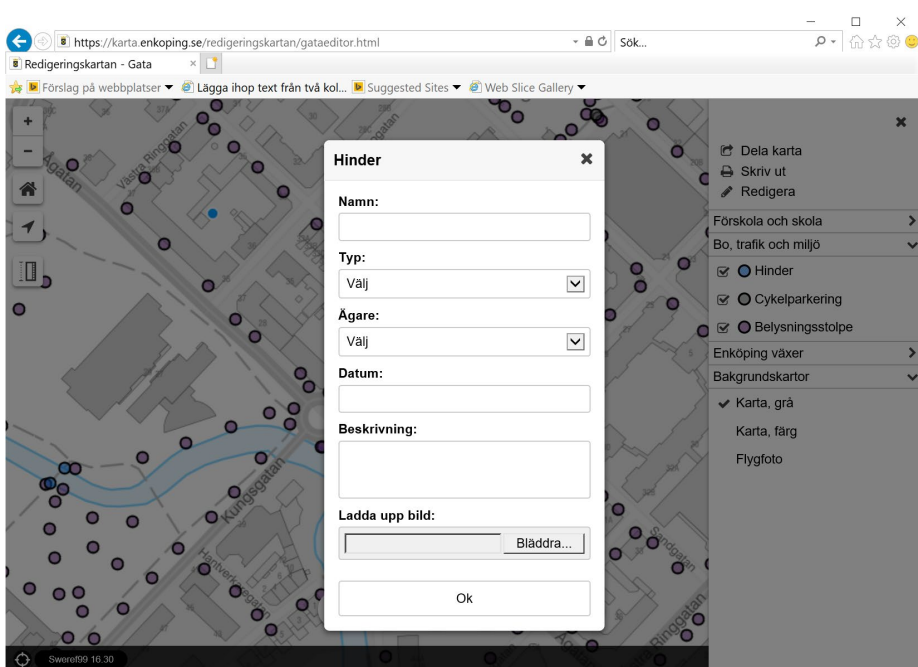 https://karta.enkoping.se/redigeringskartan/gataeditor.html
Sök...
Redigeringskartan - Gata
Förslag på webbplatser
Lägga ihop text från två kol...
Suggested Sites
Web Slice Gallery
Hinder
Namn:
Typ:
Välj
Ägare:
Välj
Datum:
Beskrivning:
Ladda upp bild:
Bläddra...
Ok
Dela karta
Skriv ut
Redigera
Förskola och skola
Bo, trafik och miljö
Hinder
Cykelparkering
Belysningsstolpe
Enköping växer
Bakgrundskartor
Karta, grå
Karta, färg
Flygfoto
Ågatan
Västra Ringgatan
Kungsgatan
Hantverkaregatan
Sandgatan
Ringgatan
Sweref99 16.30